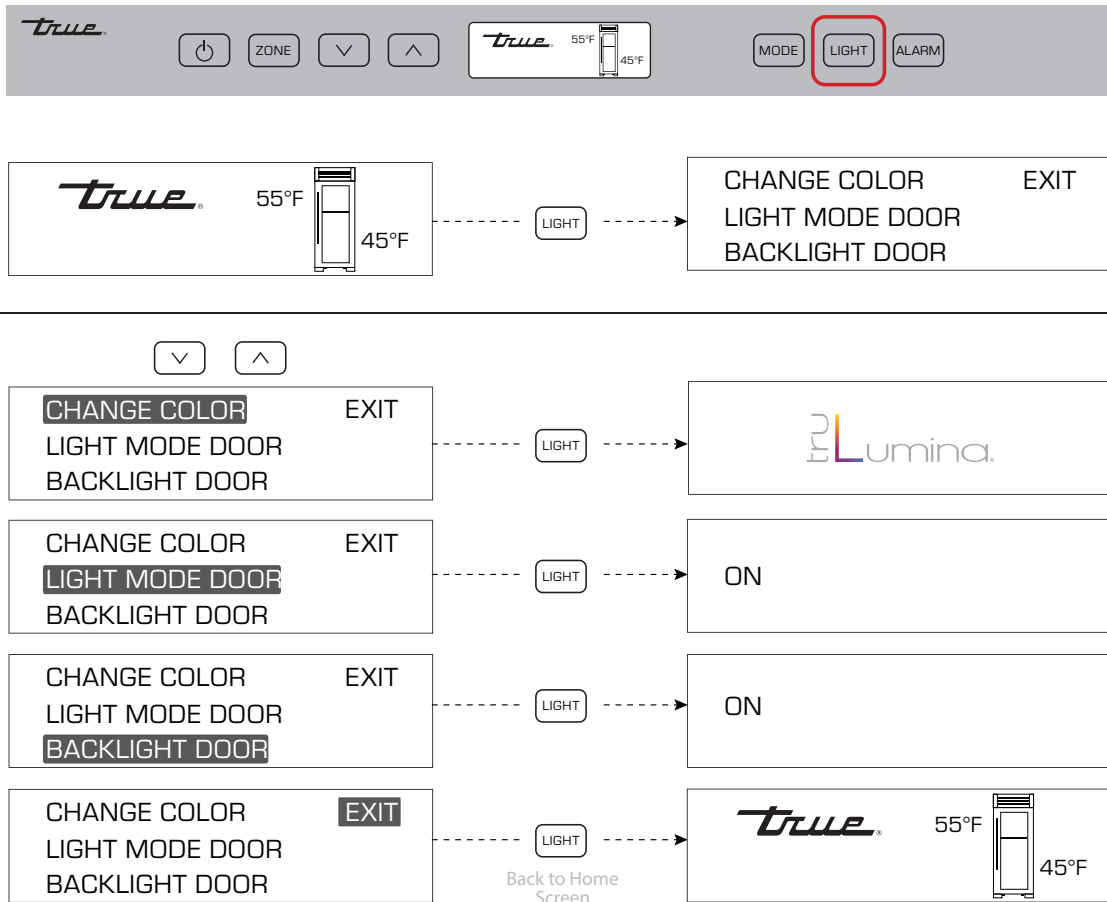 true®
ZONE
true® 55°F
45°F
MODE LIGHT ALARM
true® 55°F
45°F
LIGHT
CHANGE COLOR EXIT
LIGHT MODE DOOR
BACKLIGHT DOOR
CHANGE COLOR EXIT
LIGHT MODE DOOR
BACKLIGHT DOOR
LIGHT
tru Lumina®
CHANGE COLOR EXIT
LIGHT MODE DOOR
BACKLIGHT DOOR
LIGHT
ON
CHANGE COLOR EXIT
LIGHT MODE DOOR
BACKLIGHT DOOR
LIGHT
ON
CHANGE COLOR EXIT
LIGHT MODE DOOR
BACKLIGHT DOOR
LIGHT
Back to Home
Screen
true® 55°F
45°F